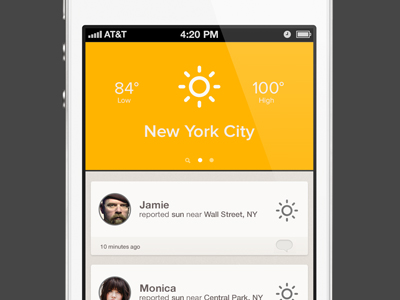 AT&T 4:20 PM
84° 100°
Low High
New York City
Jamie
reported sun near Wall Street, NY
10 minutes ago
Monica
reported sun near Central Park, NY